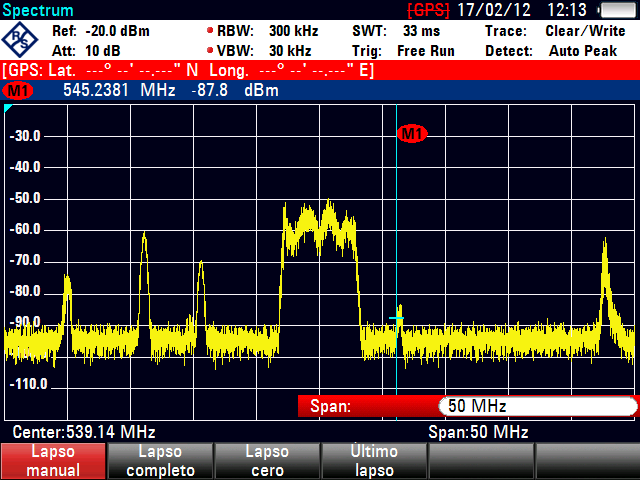 Spectrum [GPS] 17/02/12 12:13
R S Ref: -20.0 dBm RBW: 300 kHz SWT: 33 ms Trace: Clear/Write
Att: 10 dB VBW: 30 kHz Trig: Free Run Detect: Auto Peak
[GPS: Lat. ---° --' --.---" N Long. ---° --' --.---" E]
M1 545.2381 MHz -87.8 dBm
M1
-30.0
-40.0
-50.0
-60.0
-70.0
-80.0
-90.0
-100.0
-110.0
Span: 50 MHz
Center:539.14 MHz Span:50 MHz
Lapso manual
Lapso completo
Lapso cero
Último lapso